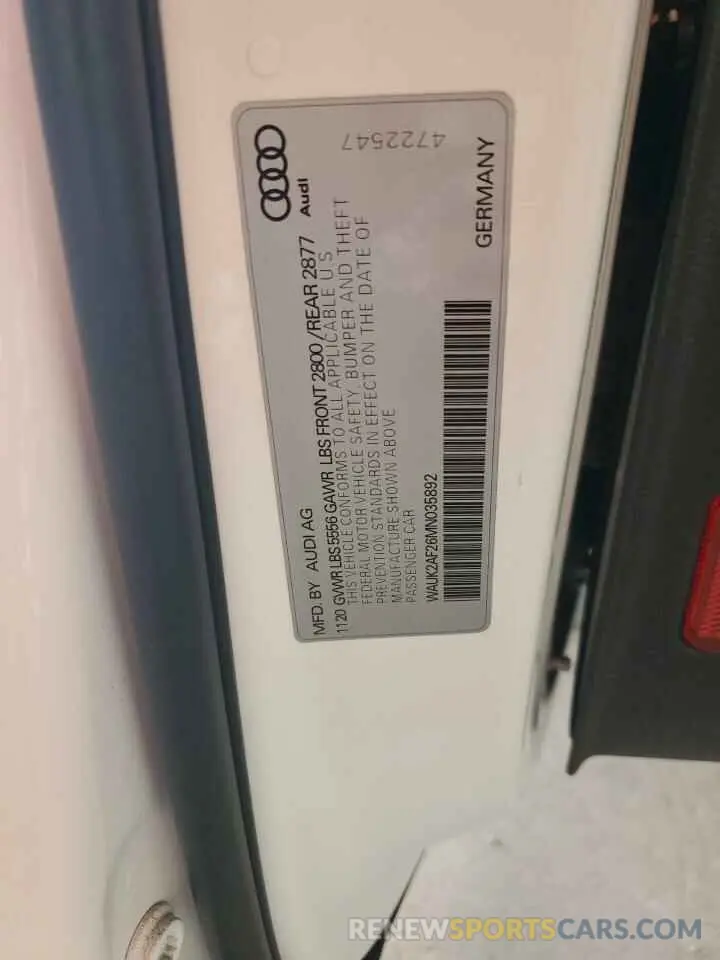 Audi
4722547
MFD. BY AUDI AG
1120 GVWR LBS 5556 GAWR LBS FRONT 2800 / REAR 2877
THIS VEHICLE CONFORMS TO ALL APPLICABLE U S
FEDERAL MOTOR VEHICLE SAFETY, BUMPER AND THEFT
PREVENTION STANDARDS IN EFFECT ON THE DATE OF
MANUFACTURE SHOWN ABOVE
PASSENGER CAR
WAUK2AF26MN035892
GERMANY
RENEWSPORTSCARS.COM